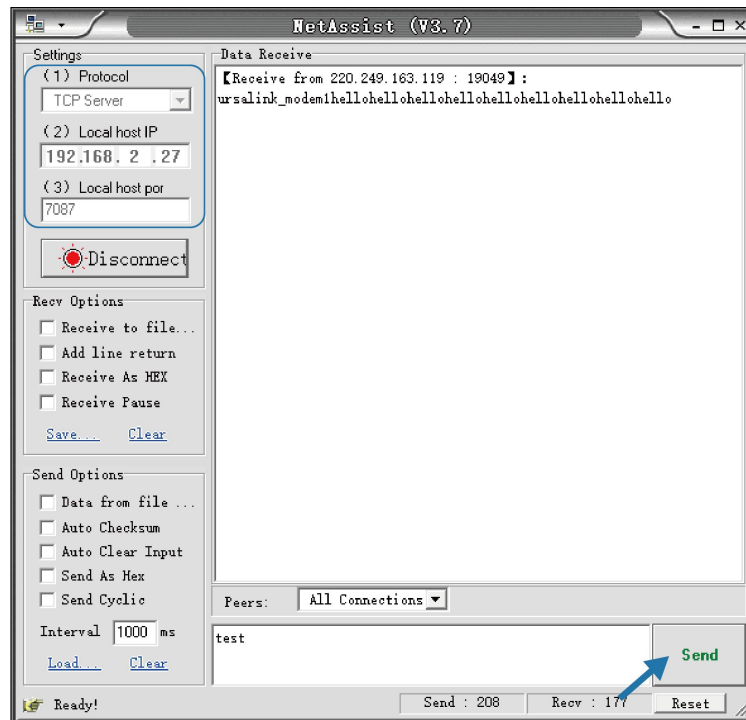 NetAssist (V3.7)
Settings
(1) Protocol
TCP Server
(2) Local host IP
192.168. 2 .27
(3) Local host por
7087
Disconnect
Recv Options
Receive to file...
Add line return
Receive As HEX
Receive Pause
Save... Clear
Send Options
Data from file ...
Auto Checksum
Auto Clear Input
Send As Hex
Send Cyclic
Interval 1000 ms
Load... Clear
Data Receive
【Receive from 220.249.163.119 : 19049】:
ursalink_modem1hellohellohellohellohellohellohellohellohello
Peers: All Connections
test
Send
Ready!
Send : 208
Recv : 177
Reset